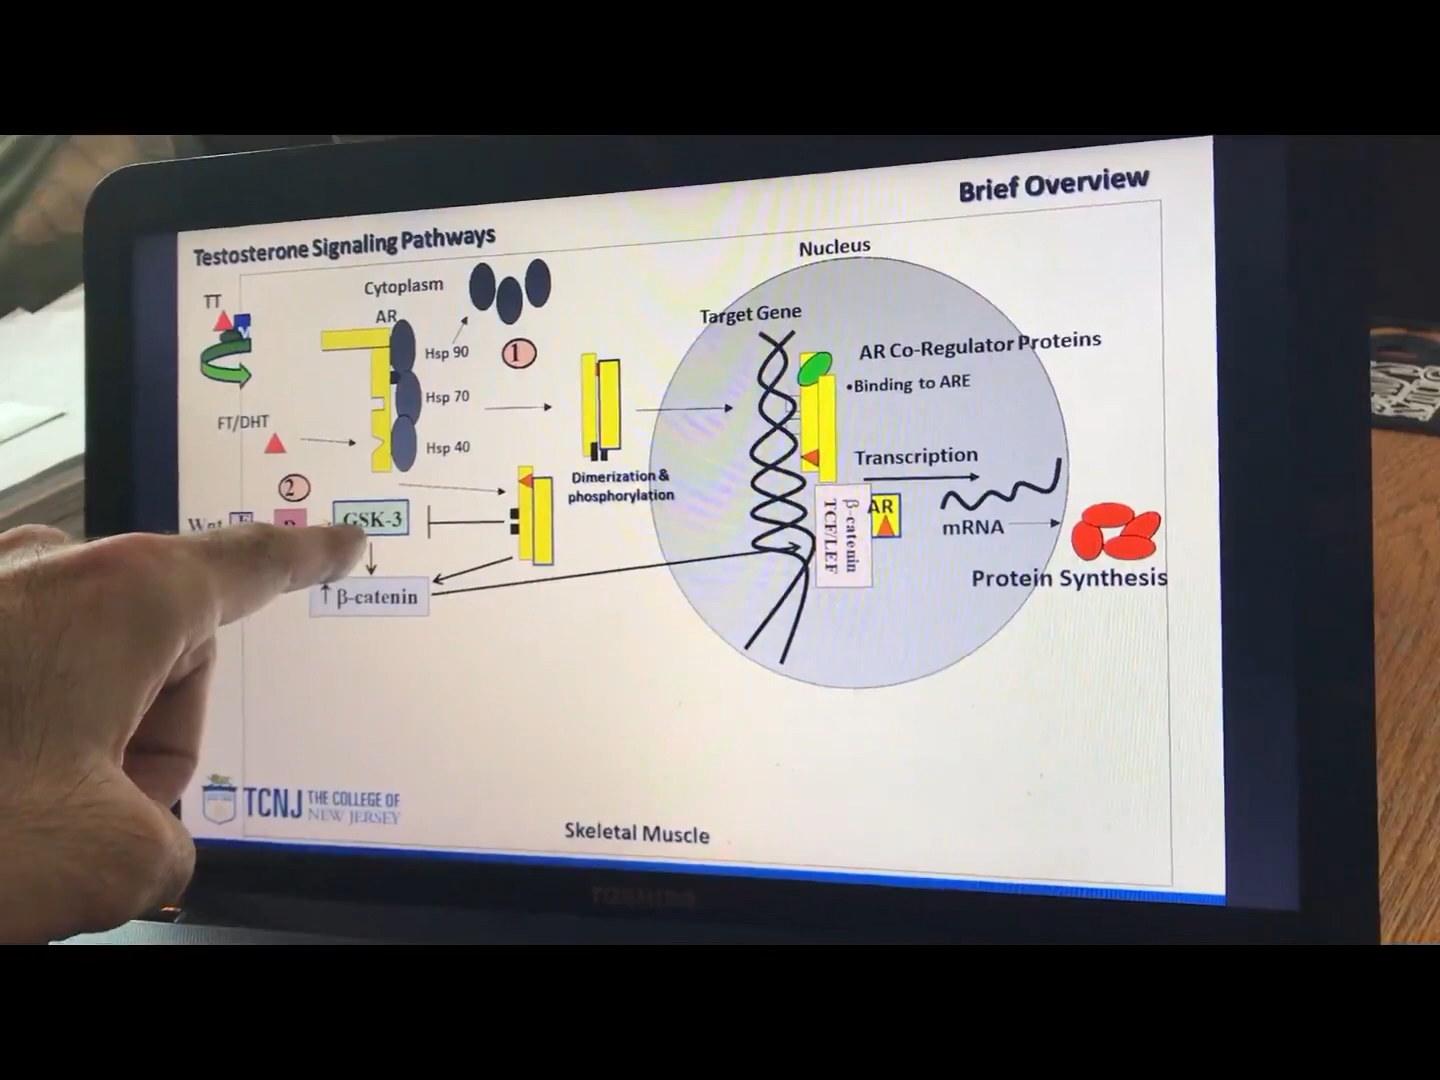 Brief Overview
Testosterone Signaling Pathways
Nucleus
TT
Cytoplasm
AR
M
Target Gene
Hsp 90
1
AR Co-Regulator Proteins
•Binding to ARE
Hsp 70
FT/DHT
Hsp 40
Transcription
Dimerization &
phosphorylation
2
Wnt
GSK-3
β-catenin
TCF/LEF
AR
mRNA
Protein Synthesis
↑ β-catenin
TCNJ THE COLLEGE OF
NEW JERSEY
Skeletal Muscle
TOSHIBA